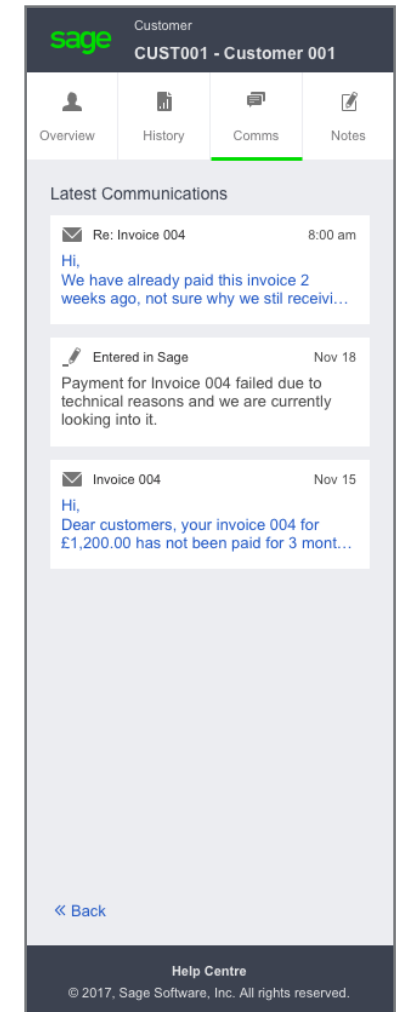 sage
Customer
CUST001 - Customer 001
Overview
History
Comms
Notes
Latest Communications
Re: Invoice 004 8:00 am
Hi,
We have already paid this invoice 2
weeks ago, not sure why we stil receivi...
Entered in Sage Nov 18
Payment for Invoice 004 failed due to
technical reasons and we are currently
looking into it.
Invoice 004 Nov 15
Hi,
Dear customers, your invoice 004 for
£1,200.00 has not been paid for 3 mont...
« Back
Help Centre
© 2017, Sage Software, Inc. All rights reserved.